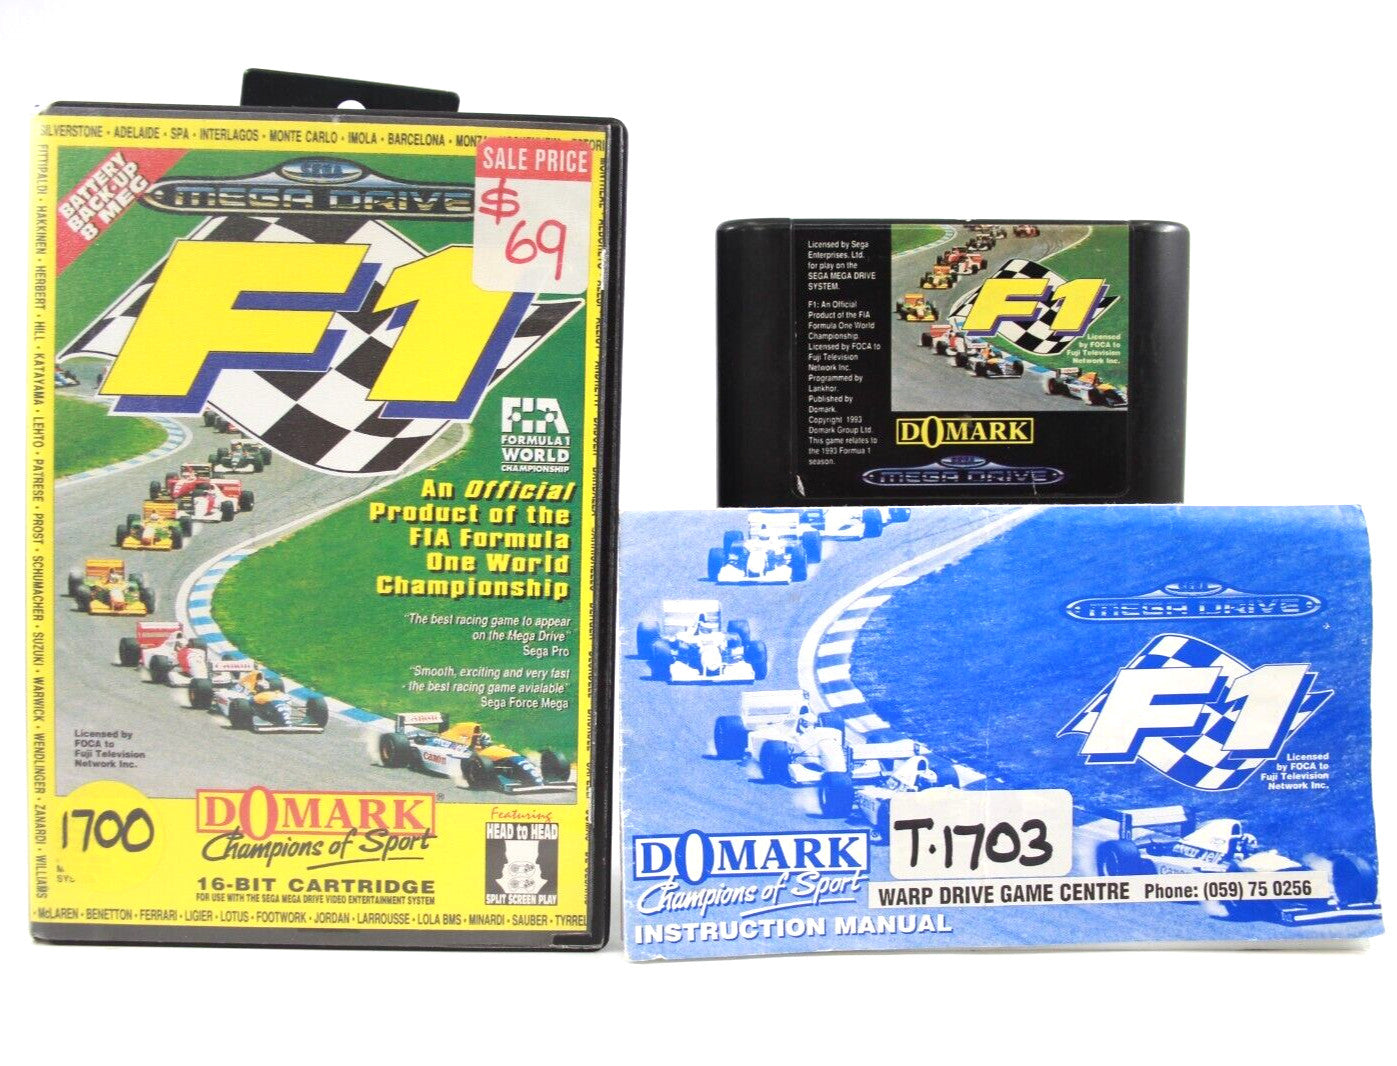 SILVERSTONE • ADELAIDE • SPA • INTERLAGOS • MONTE CARLO • IMOLA • BARCELONA •
FITTIPALDI • HAKKINEN • HERBERT • HILL • KATAYAMA • LEHTO • PATRESE • PROST • SCHUMACHER • SUZUKI • WARWICK • WENDLINGER • ZANARDI • WILLIAMS
BATTERY
BACK-UP
8 MEG
SEGA
MEGA DRIVE
SALE PRICE
$
69
F1
FIA
FORMULA 1
WORLD
CHAMPIONSHIP
An Official
Product of the
FIA Formula
One World
Championship
"The best racing game to appear
on the Mega Drive"
Sega Pro
"Smooth, exciting and very fast
- the best racing game avialable"
Sega Force Mega
Canon
Canon
Licensed by
FOCA to
Fuji Television
Network Inc.
1700
DOMARK®
Champions of Sport
16-BIT CARTRIDGE
FOR USE WITH THE SEGA MEGA DRIVE VIDEO ENTERTAINMENT SYSTEM
Featuring
HEAD to HEAD
SPLIT SCREEN PLAY
• McLAREN • BENETTON • FERRARI • LIGIER • LOTUS • FOOTWORK • JORDAN • LARROUSSE • LOLA BMS • MINARDI • SAUBER • TYRREL
Licensed by Sega
Enterprises. Ltd.
for play on the
SEGA MEGA DRIVE
SYSTEM.
F1: An Official
Product of the FIA
Formula One World
Championship.
Licensed by FOCA to
Fuji Television
Network Inc.
Programmed by
Lankhor.
Published by
Domark.
Copyright 1993
Domark Group Ltd.
This game relates to
the 1993 Formua 1
season.
F1
Licensed
by FOCA to
Fuji Television
Network Inc.
DOMARK
SEGA
MEGA DRIVE
SEGA
MEGA DRIVE
F1
Licensed
by FOCA to
Fuji Television
Network Inc.
DOMARK
Champions of Sport
INSTRUCTION MANUAL
T.1703
WARP DRIVE GAME CENTRE Phone: (059) 75 0256